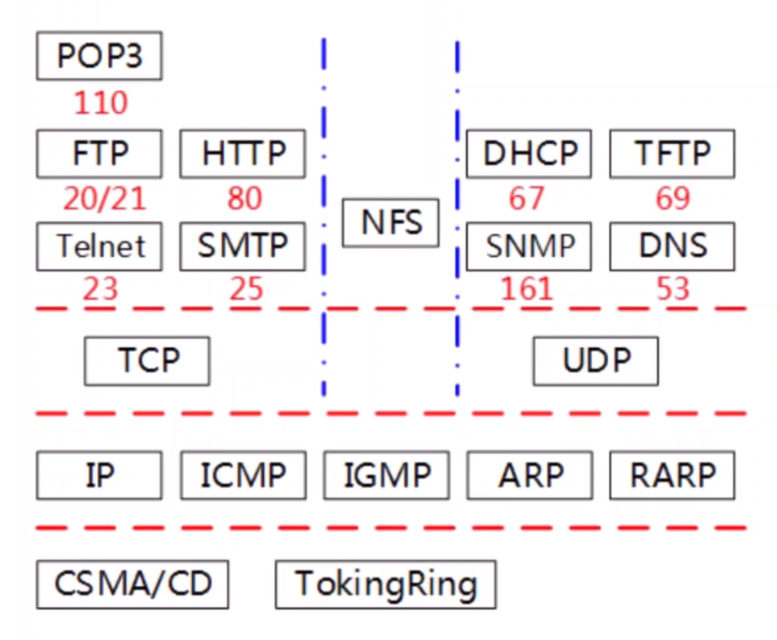 POP3
110
FTP HTTP DHCP TFTP
20/21 80 67 69
NFS
Telnet SMTP SNMP DNS
23 25 161 53
TCP UDP
IP ICMP IGMP ARP RARP
CSMA/CD TokingRing